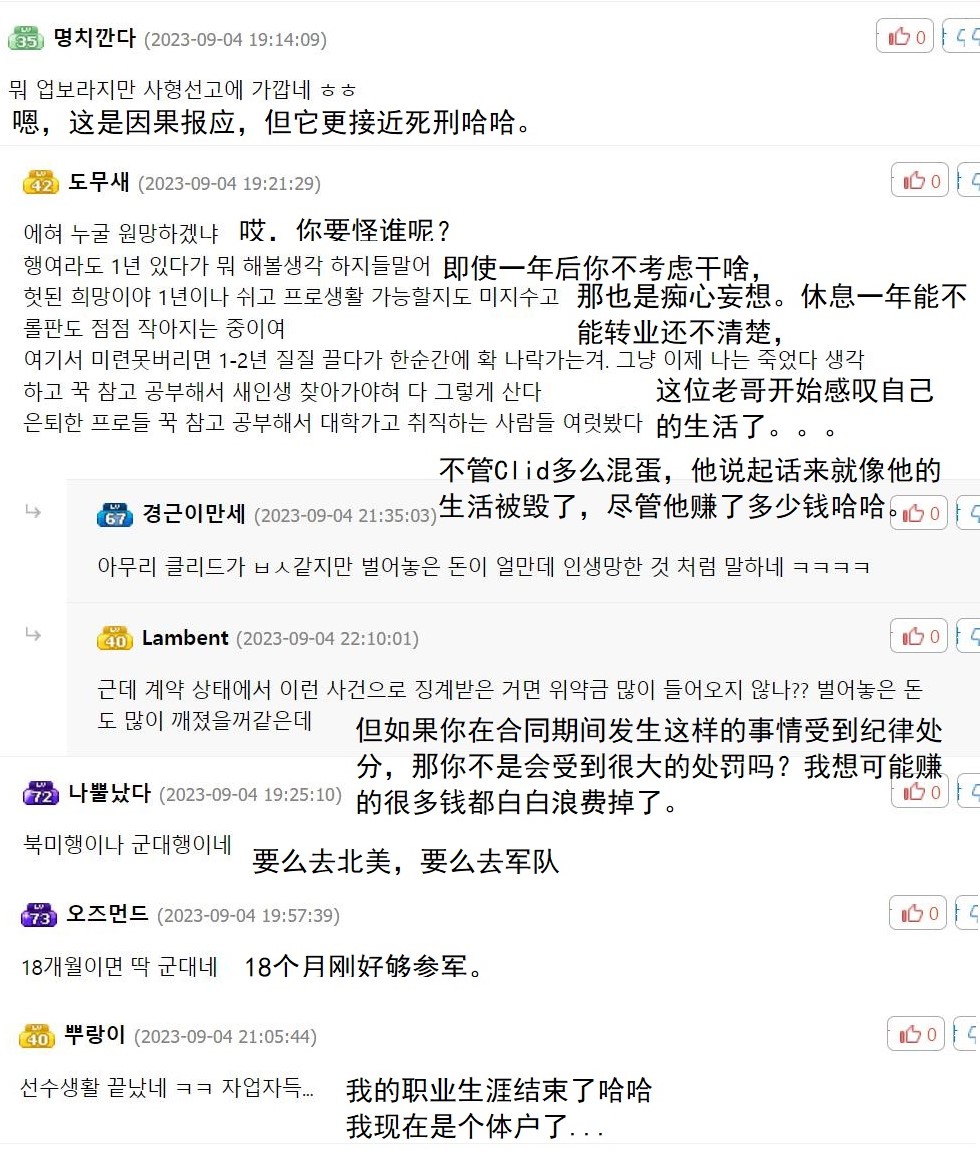 LV 35 명치깐다 (2023-09-04 19:14:09) 0
뭐 업보라지만 사형선고에 가깝네 ㅎㅎ
嗯，这是因果报应，但它更接近死刑哈哈。
LV 42 도무새 (2023-09-04 19:21:29) 0
에혀 누굴 원망하겠냐 哎．你要怪谁呢？
행여라도 1년 있다가 뭐 해볼생각 하지들말어 即使一年后你不考虑干啥，
헛된 희망이야 1년이나 쉬고 프로생활 가능할지도 미지수고 那也是痴心妄想。休息一年能不
롤판도 점점 작아지는 중이여 能转业还不清楚，
여기서 미련못버리면 1-2년 질질 끌다가 한순간에 확 나락가는겨. 그냥 이제 나는 죽었다 생각
하고 꾹 참고 공부해서 새인생 찾아가야혀 다 그렇게 산다 这位老哥开始感叹自己
은퇴한 프로들 꾹 참고 공부해서 대학가고 취직하는 사람들 여럿봤다 的生活了。。。
不管Clid多么混蛋，他说起话来就像他的
生活被毁了，尽管他赚了多少钱哈哈。
LV 67 경근이만세 (2023-09-04 21:35:03) 0
아무리 클리드가 ㅂㅅ같지만 벌어놓은 돈이 얼만데 인생망한 것 처럼 말하네 ㅋㅋㅋㅋ
LV 40 Lambent (2023-09-04 22:10:01) 0
근데 계약 상태에서 이런 사건으로 징계받은 거면 위약금 많이 들어오지 않나?? 벌어놓은 돈
도 많이 깨졌을꺼같은데
但如果你在合同期间发生这样的事情受到纪律处
分，那你不是会受到很大的处罚吗？我想可能赚
的很多钱都白白浪费掉了。
LV 72 나뿔났다 (2023-09-04 19:25:10) 0
북미행이나 군대행이네
要么去北美，要么去军队
LV 73 오즈먼드 (2023-09-04 19:57:39) 0
18개월이면 딱 군대네 18个月刚好够参军。
LV 40 뿌랑이 (2023-09-04 21:05:44) 0
선수생활 끝났네 ㅋㅋ 자업자득... 我的职业生涯结束了哈哈
我现在是个体户了...